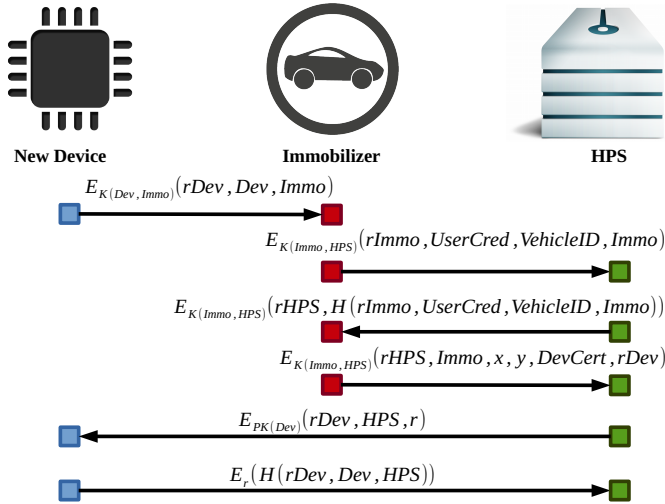 New Device Immobilizer HPS
E_{K(Dev,Immo)}(rDev,Dev,Immo)
E_{K(Immo,HPS)}(rImmo,UserCred,VehicleID,Immo)
E_{K(Immo,HPS)}(rHPS,H(rImmo,UserCred,VehicleID,Immo))
E_{K(Immo,HPS)}(rHPS,Immo,x,y,DevCert,rDev)
E_{PK(Dev)}(rDev,HPS,r)
E_r(H(rDev,Dev,HPS))